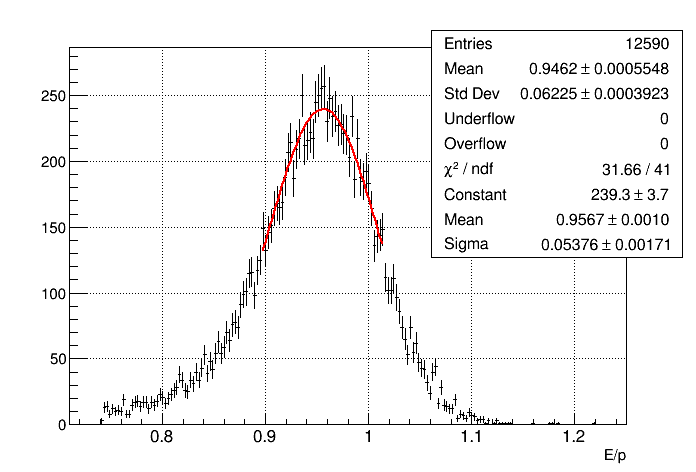 Entries 12590
Mean 0.9462 ± 0.0005548
Std Dev 0.06225 ± 0.0003923
Underflow 0
Overflow 0
χ² / ndf 31.66 / 41
Constant 239.3 ± 3.7
Mean 0.9567 ± 0.0010
Sigma 0.05376 ± 0.00171
250
200
150
100
50
0
0.8 0.9 1 1.1 1.2
E/p